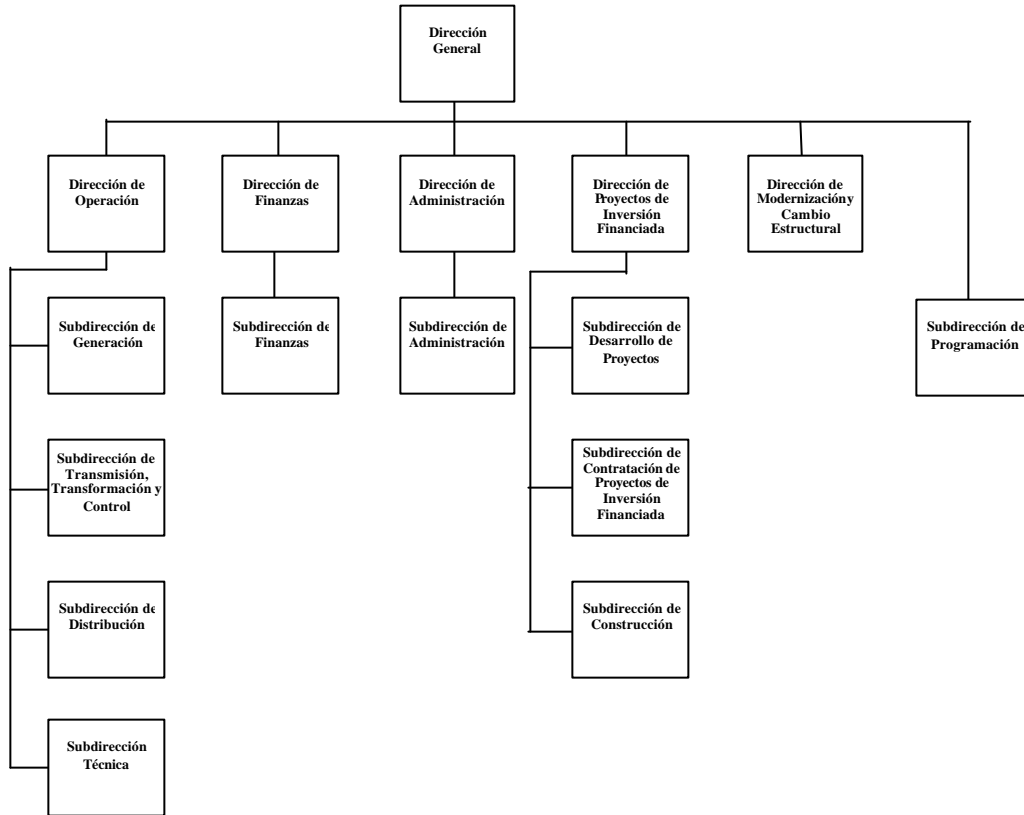 Dirección
General
Dirección de
Operación
Dirección de
Finanzas
Dirección de
Administración
Dirección de
Proyectos de
Inversión
Financiada
Dirección de
Modernizacióny
Cambio
Estructural
Subdirección de
Generación
Subdirección de
Finanzas
Subdirección de
Administración
Subdirección de
Desarrollo de
Proyectos
Subdirección de
Programación
Subdirección de
Transmisión,
Transformación y
Control
Subdirección de
Contratación de
Proyectos de
Inversión
Financiada
Subdirección de
Distribución
Subdirección de
Construcción
Subdirección
Técnica